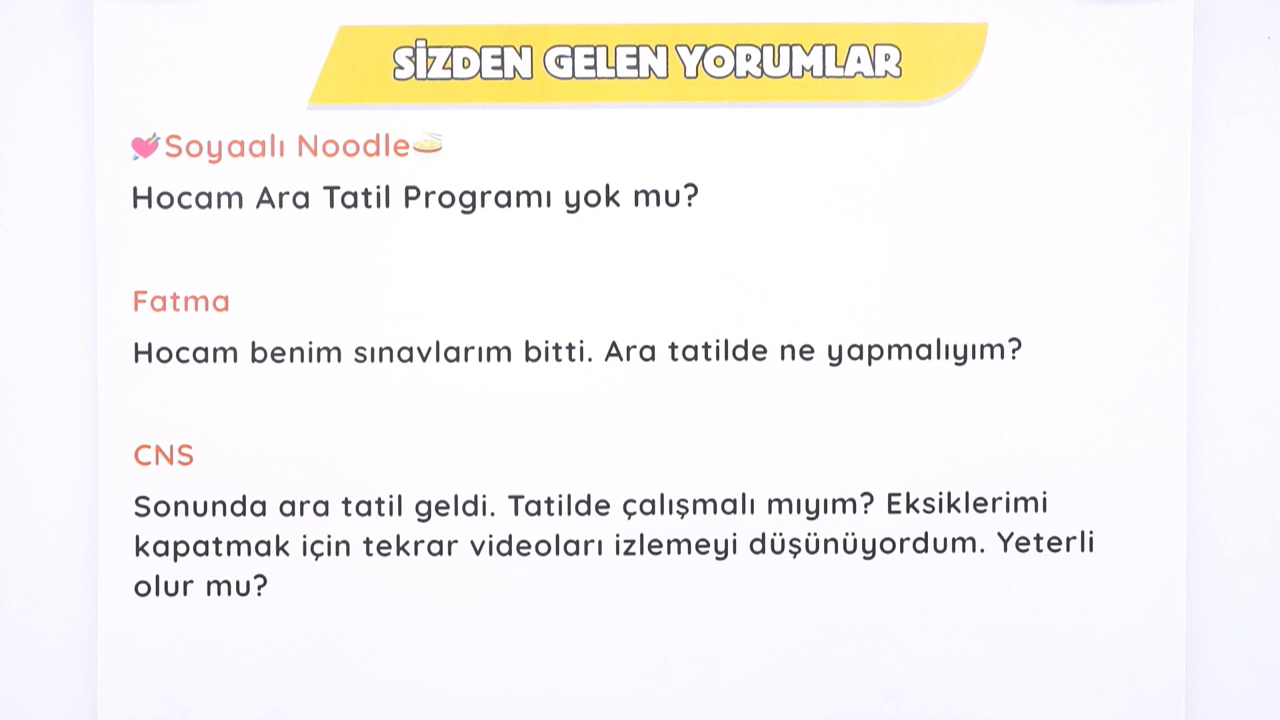 SİZDEN GELEN YORUMLAR
💘Soyaalı Noodle🍜
Hocam Ara Tatil Programı yok mu?
Fatma
Hocam benim sınavlarım bitti. Ara tatilde ne yapmalıyım?
CNS
Sonunda ara tatil geldi. Tatilde çalışmalı mıyım? Eksiklerimi
kapatmak için tekrar videoları izlemeyi düşünüyordum. Yeterli
olur mu?